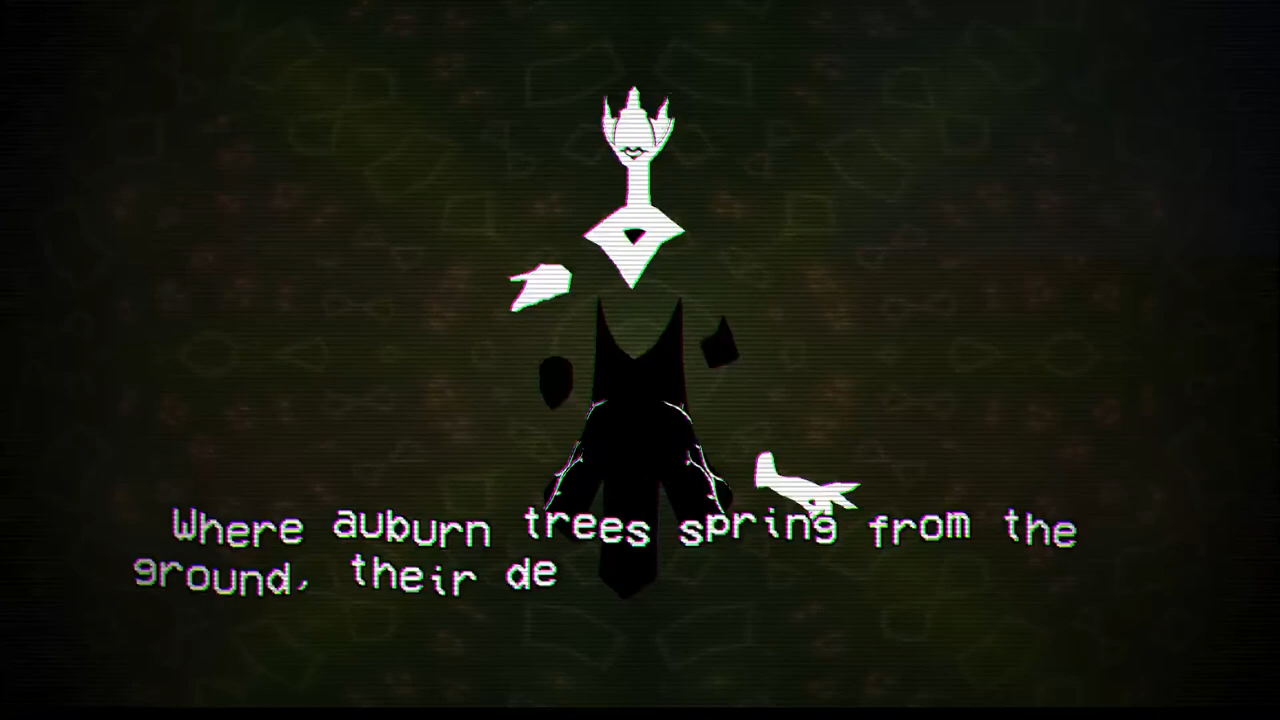 Where auburn trees spring from the
ground, their de